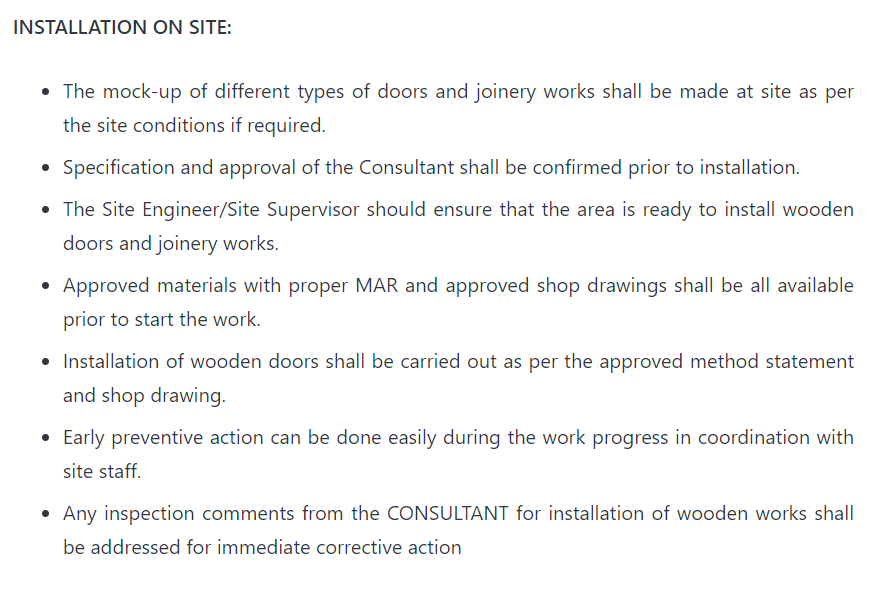 INSTALLATION ON SITE:
• The mock-up of different types of doors and joinery works shall be made at site as per
the site conditions if required.
• Specification and approval of the Consultant shall be confirmed prior to installation.
• The Site Engineer/Site Supervisor should ensure that the area is ready to install wooden
doors and joinery works.
• Approved materials with proper MAR and approved shop drawings shall be all available
prior to start the work.
• Installation of wooden doors shall be carried out as per the approved method statement
and shop drawing.
• Early preventive action can be done easily during the work progress in coordination with
site staff.
• Any inspection comments from the CONSULTANT for installation of wooden works shall
be addressed for immediate corrective action